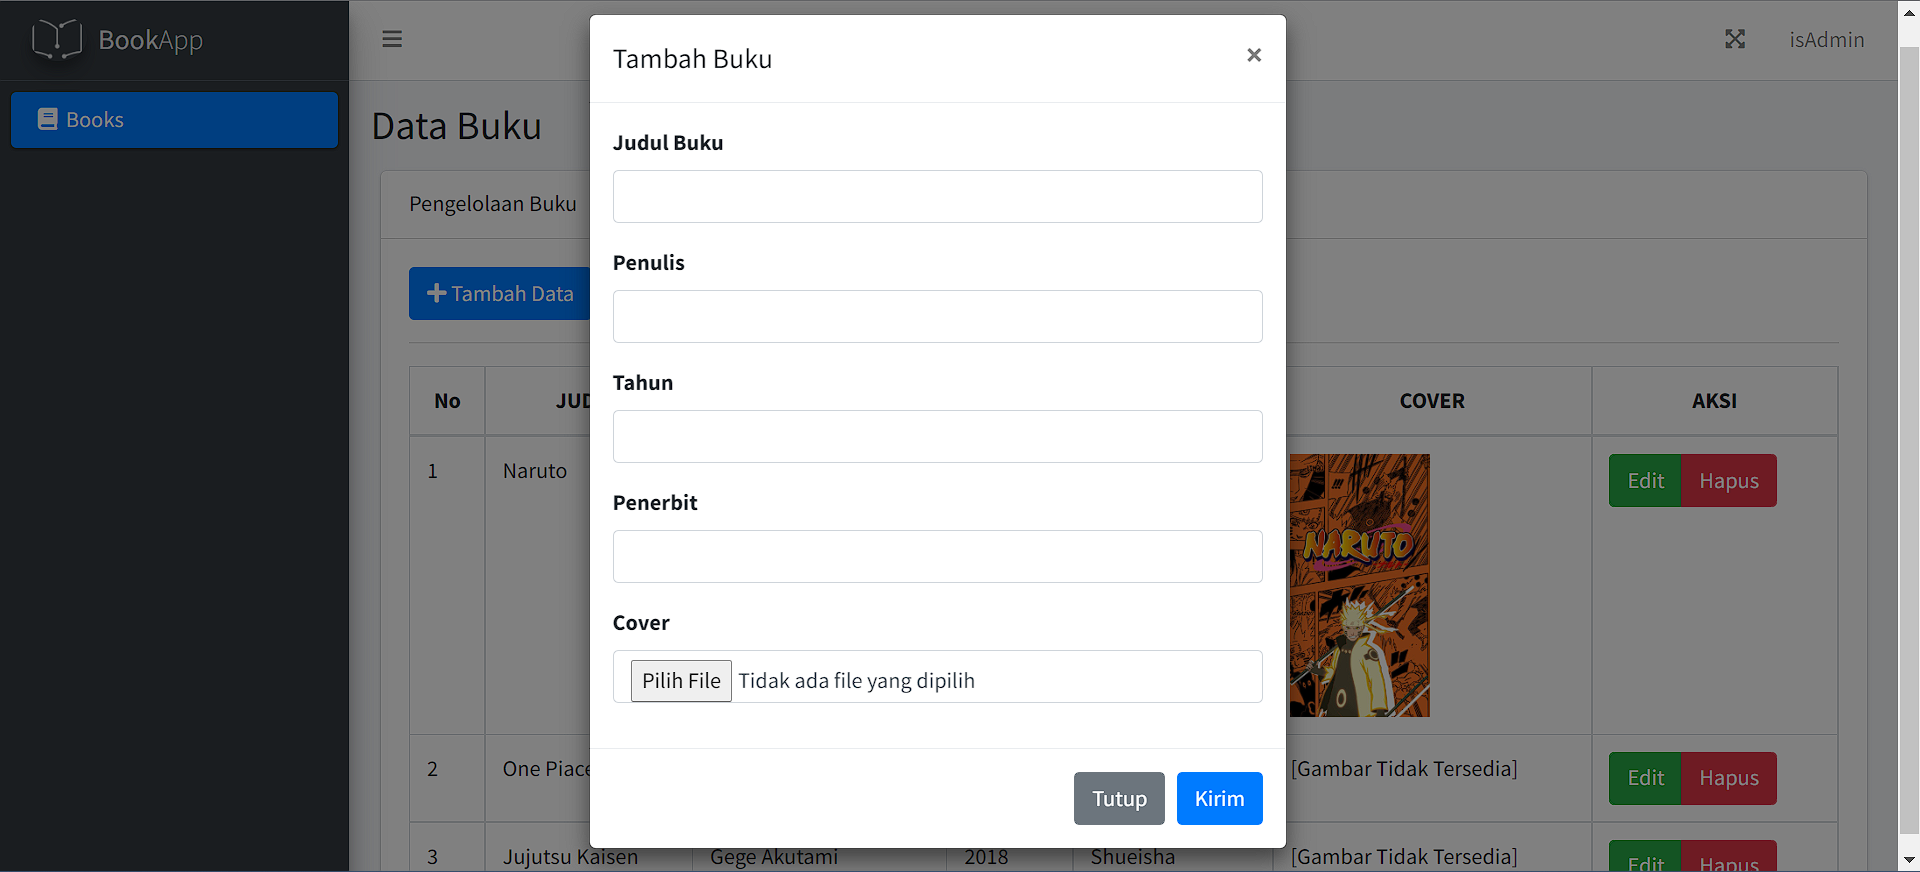 BookApp
isAdmin
Books
Data Buku
Pengelolaan Buku
Tambah Data
Tambah Buku
×
Judul Buku
Penulis
Tahun
Penerbit
Cover
Pilih File Tidak ada file yang dipilih
Tutup Kirim
No COVER AKSI
1 Naruto NARUTO Edit Hapus
2 One Piace [Gambar Tidak Tersedia] Edit Hapus
3 Jujutsu Kaisen Gege Akutami 2018 Shueisha [Gambar Tidak Tersedia] Edit Hapus